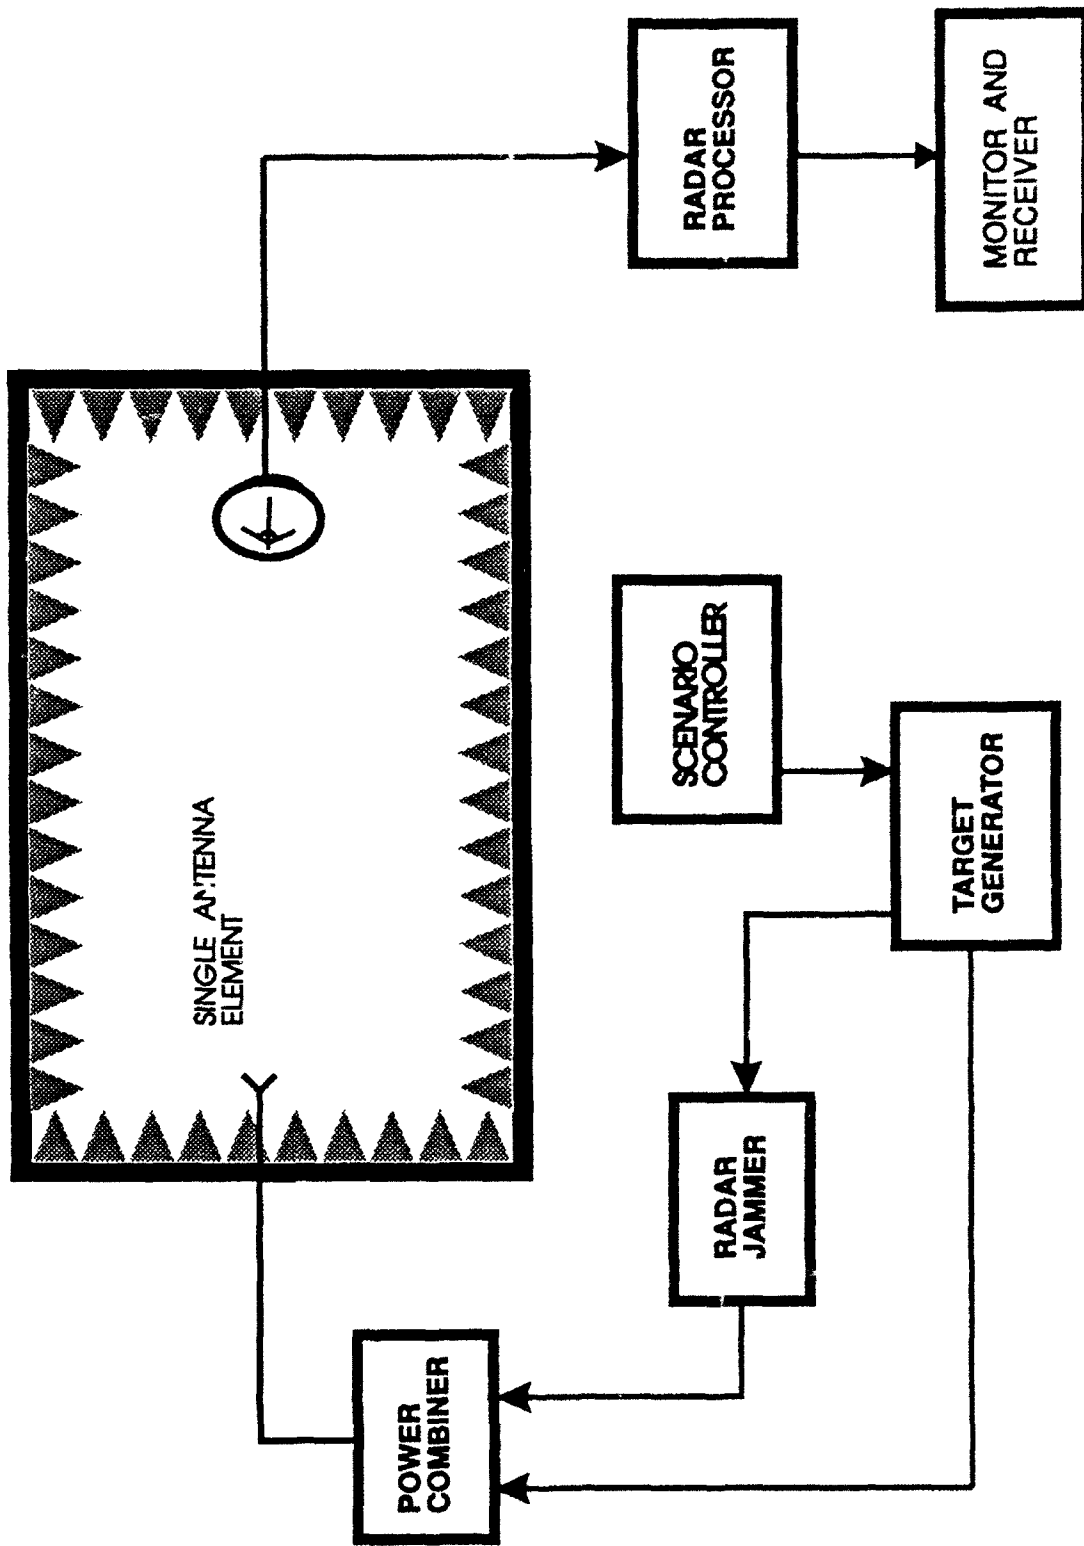 SINGLE ANTENNA
ELEMENT
POWER
COMBINER
RADAR
JAMMER
SCENARIO
CONTROLLER
TARGET
GENERATOR
RADAR
PROCESSOR
MONITOR AND
RECEIVER